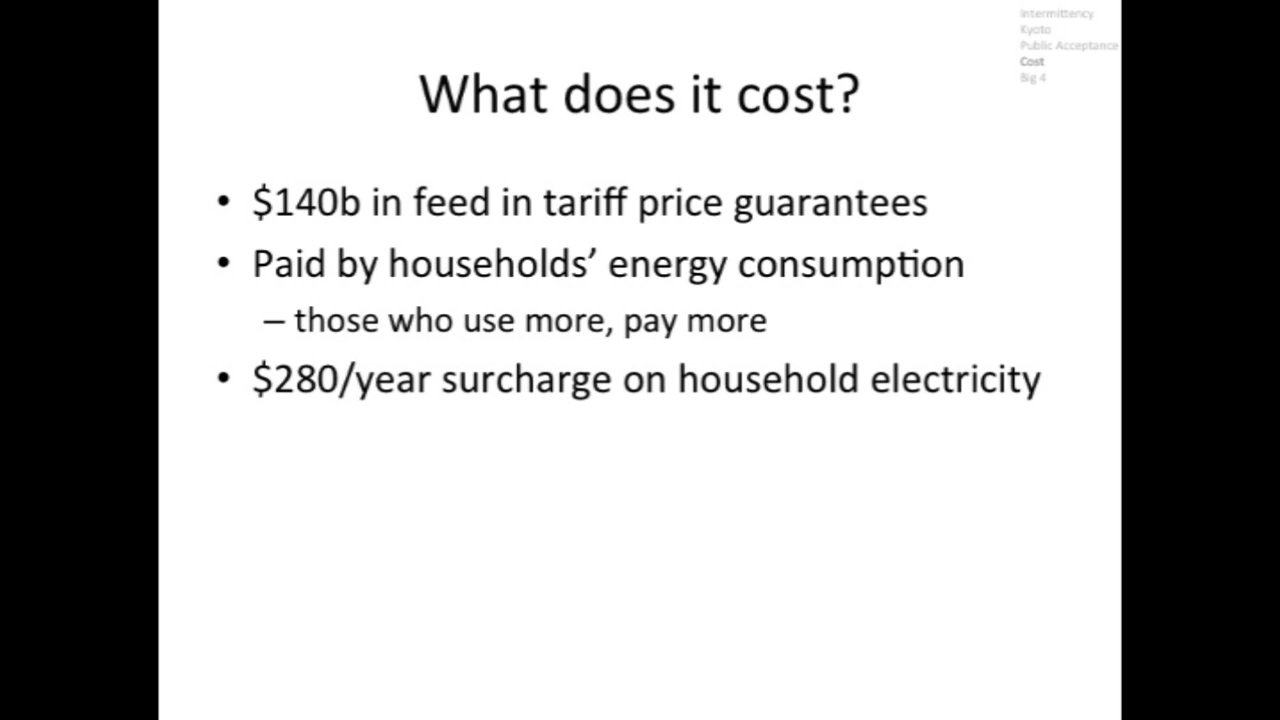 Intermittency
Kyoto
Public Acceptance
Cost
Big 4
What does it cost?
• $140b in feed in tariff price guarantees
• Paid by households’ energy consumption
– those who use more, pay more
• $280/year surcharge on household electricity